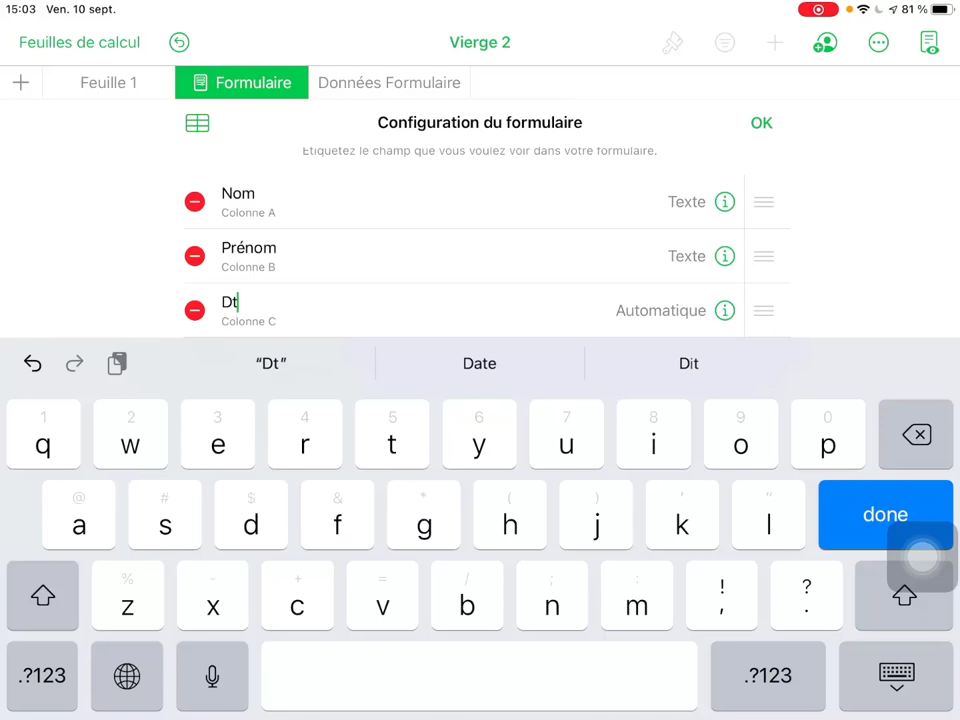 15:03 Ven. 10 sept. 81 %
Feuilles de calcul Vierge 2
Feuille 1 Formulaire Données Formulaire
Configuration du formulaire OK
Étiquetez le champ que vous voulez voir dans votre formulaire.
Nom
Colonne A
Texte
Prénom
Colonne B
Texte
Dt
Colonne C
Automatique
“Dt” Date Dit
1 2 3 4 5 6 7 8 9 0
q w e r t y u i o p
@ # $ & * ( ) ' "
a s d f g h j k l done
% - + = / ; : ! ?
z x c v b n m , .
.?123 .?123